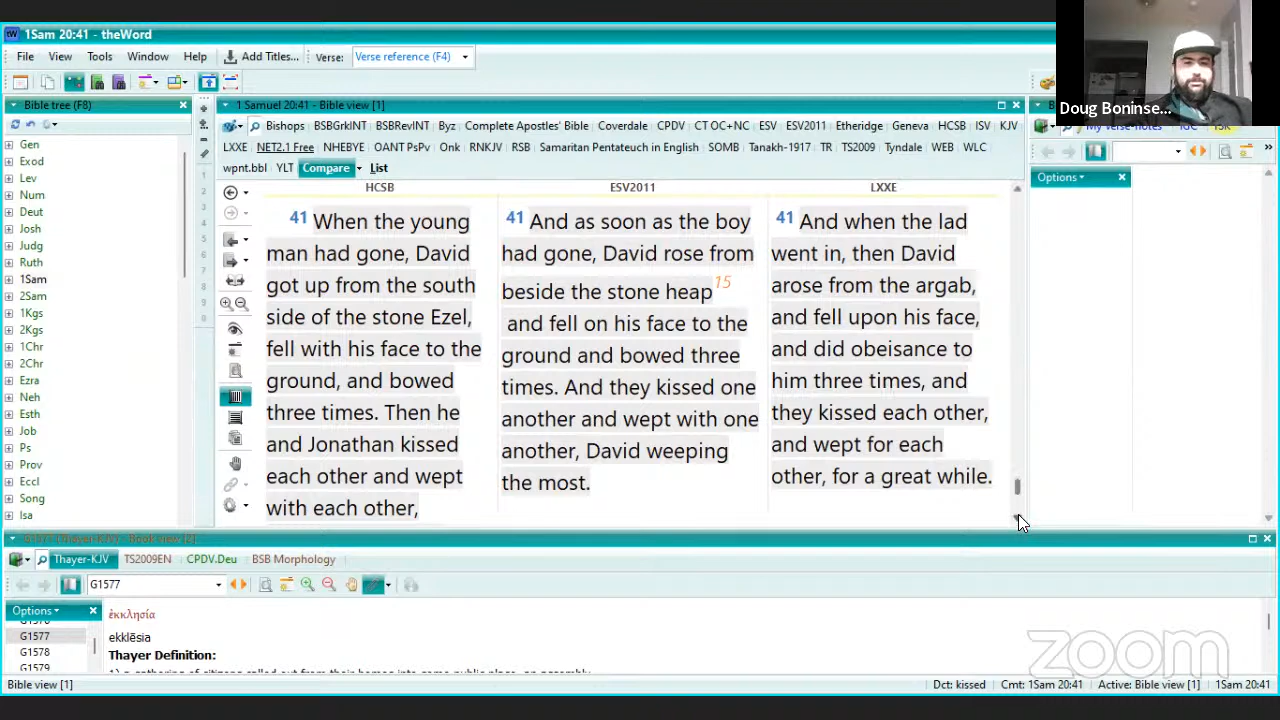 1Sam 20:41 - theWord
File View Tools Window Help Add Titles... Verse: Verse reference (F4)
Doug Boninse...
Bible tree (F8)
Gen
Exod
Lev
Num
Deut
Josh
Judg
Ruth
1Sam
2Sam
1Kgs
2Kgs
1Chr
2Chr
Ezra
Neh
Esth
Job
Ps
Prov
Eccl
Song
Isa
1 Samuel 20:41 - Bible view [1]
Bishops BSBGrkINT BSBRevINT Byz Complete Apostles' Bible Coverdale CPDV CT OC+NC ESV ESV2011 Etheridge Geneva HCSB ISV KJV
LXXE NET2.1 Free NHEBYE OANT PsPv Onk RNKJV RSB Samaritan Pentateuch in English SOMB Tanakh-1917 TR TS2009 Tyndale WEB WLC
wpnt.bbl YLT Compare List
HCSB
41 When the young
man had gone, David
got up from the south
side of the stone Ezel,
fell with his face to the
ground, and bowed
three times. Then he
and Jonathan kissed
each other and wept
with each other,
ESV2011
41 And as soon as the boy
had gone, David rose from
beside the stone heap15
and fell on his face to the
ground and bowed three
times. And they kissed one
another and wept with one
another, David weeping
the most.
LXXE
41 And when the lad
went in, then David
arose from the argab,
and fell upon his face,
and did obeisance to
him three times, and
they kissed each other,
and wept for each
other, for a great while.
My verse-notes
Options
G1577 (Thayer-KJV) - Book view [2]
Thayer-KJV TS2009EN CPDV.Deu BSB Morphology
G1577
Options
G1577
G1578
G1579
ἐκκλησία
ekklēsia
Thayer Definition:
zoom
Bible view [1] Dct: kissed Cmt: 1Sam 20:41 Active: Bible view [1] 1Sam 20:41